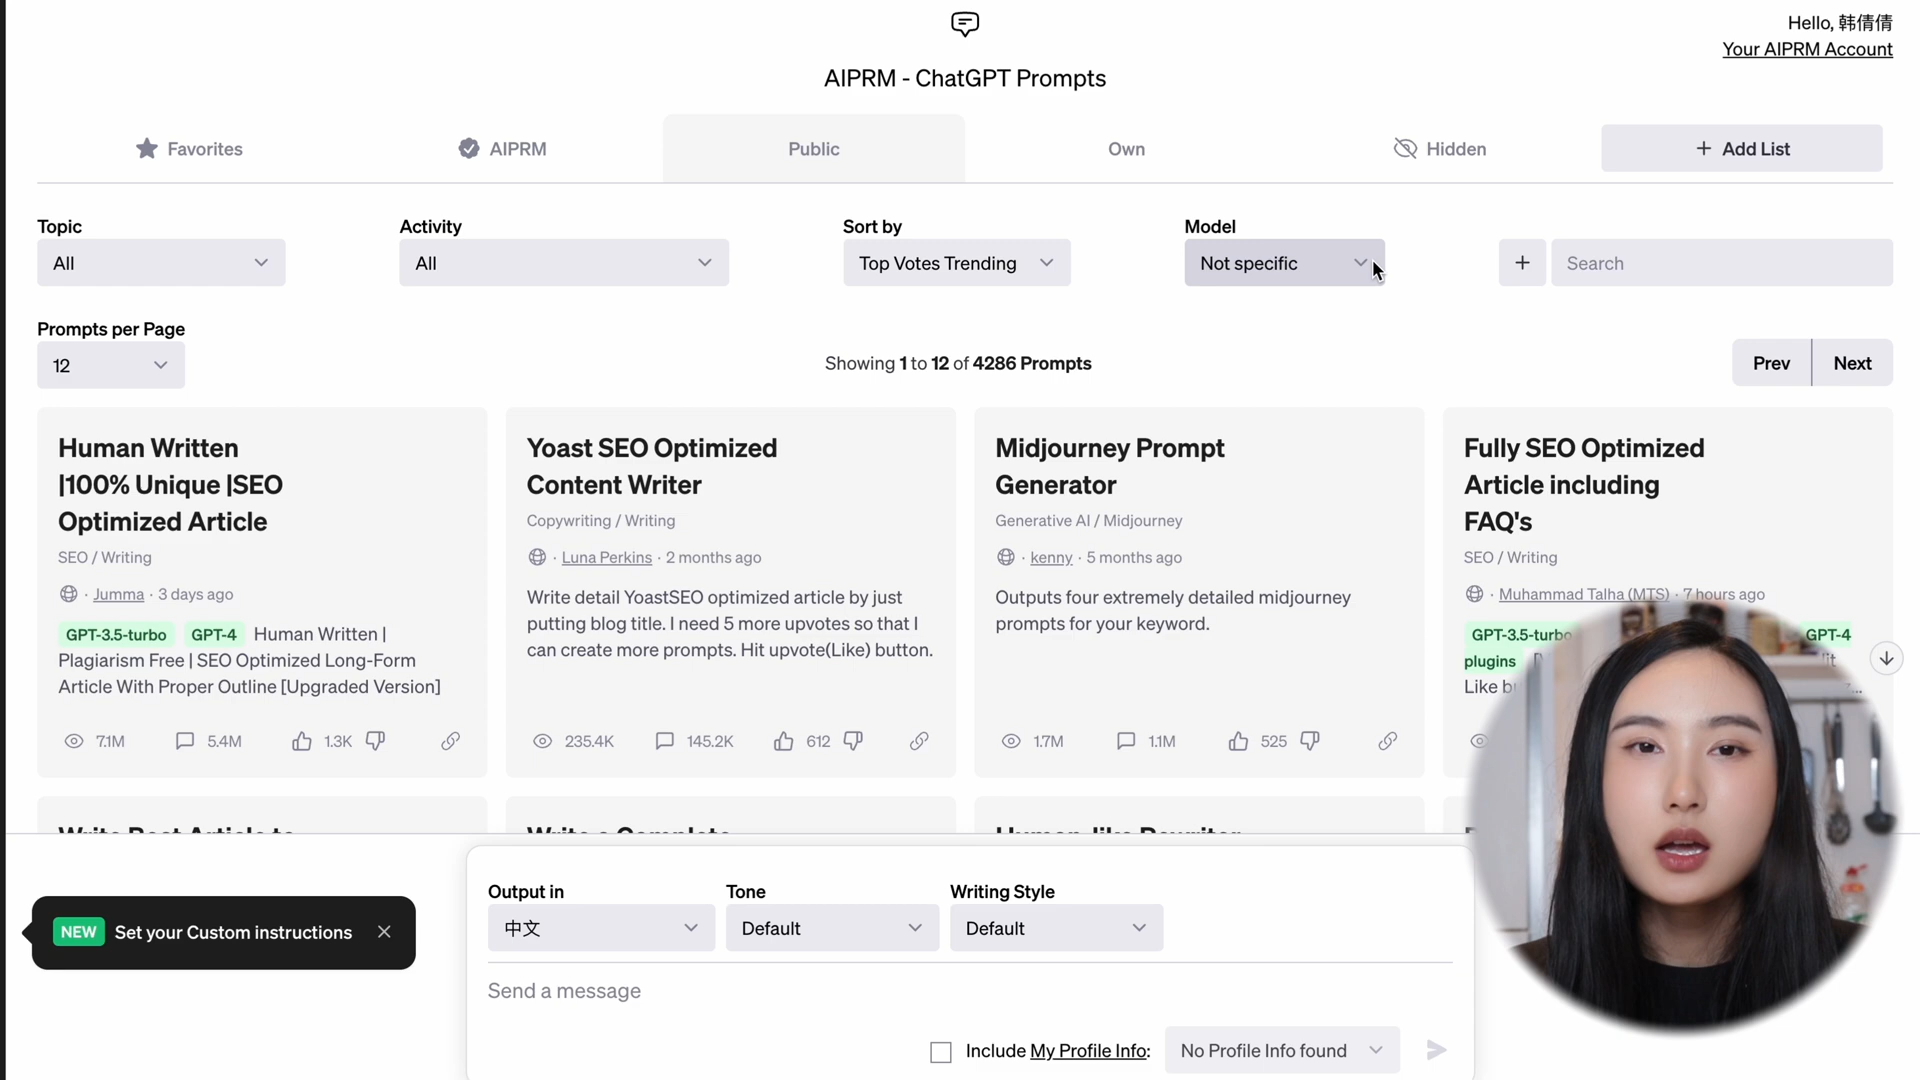 Hello, 韩倩倩
Your AIPRM Account
AIPRM - ChatGPT Prompts
Favorites
AIPRM
Public
Own
Hidden
+ Add List
Topic
Activity
Sort by
Model
All
All
Top Votes Trending
Not specific
+
Search
Prompts per Page
12
Showing 1 to 12 of 4286 Prompts
Prev
Next
Human Written
|100% Unique |SEO
Optimized Article
SEO / Writing
· Jumma · 3 days ago
GPT-3.5-turbo GPT-4 Human Written |
Plagiarism Free | SEO Optimized Long-Form
Article With Proper Outline [Upgraded Version]
7.1M
5.4M
1.3K
Yoast SEO Optimized
Content Writer
Copywriting / Writing
· Luna Perkins · 2 months ago
Write detail YoastSEO optimized article by just
putting blog title. I need 5 more upvotes so that I
can create more prompts. Hit upvote(Like) button.
235.4K
145.2K
612
Midjourney Prompt
Generator
Generative AI / Midjourney
· kenny · 5 months ago
Outputs four extremely detailed midjourney
prompts for your keyword.
1.7M
1.1M
525
Fully SEO Optimized
Article including
FAQ's
SEO / Writing
· Muhammad Talha (MTS) · 7 hours ago
GPT-3.5-turbo GPT-4
plugins
Like
NEW Set your Custom instructions
Output in
Tone
Writing Style
中文
Default
Default
Send a message
Include My Profile Info:
No Profile Info found